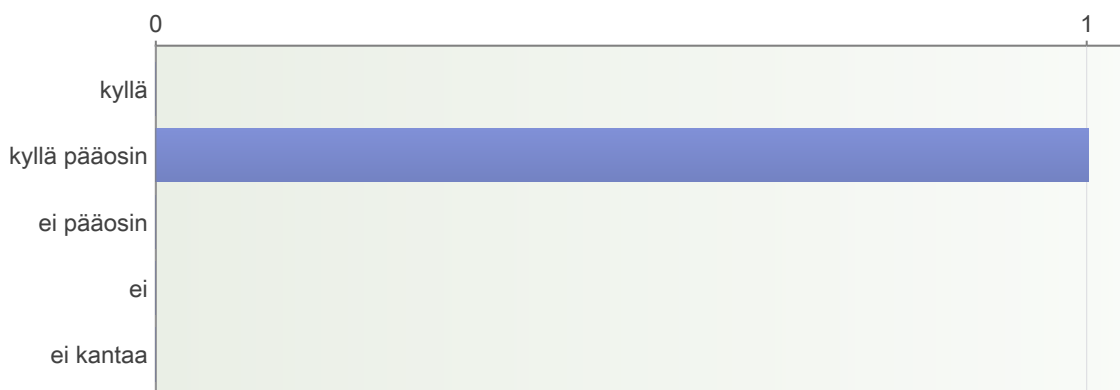 0 1
kyllä
kyllä pääosin
ei pääosin
ei
ei kantaa